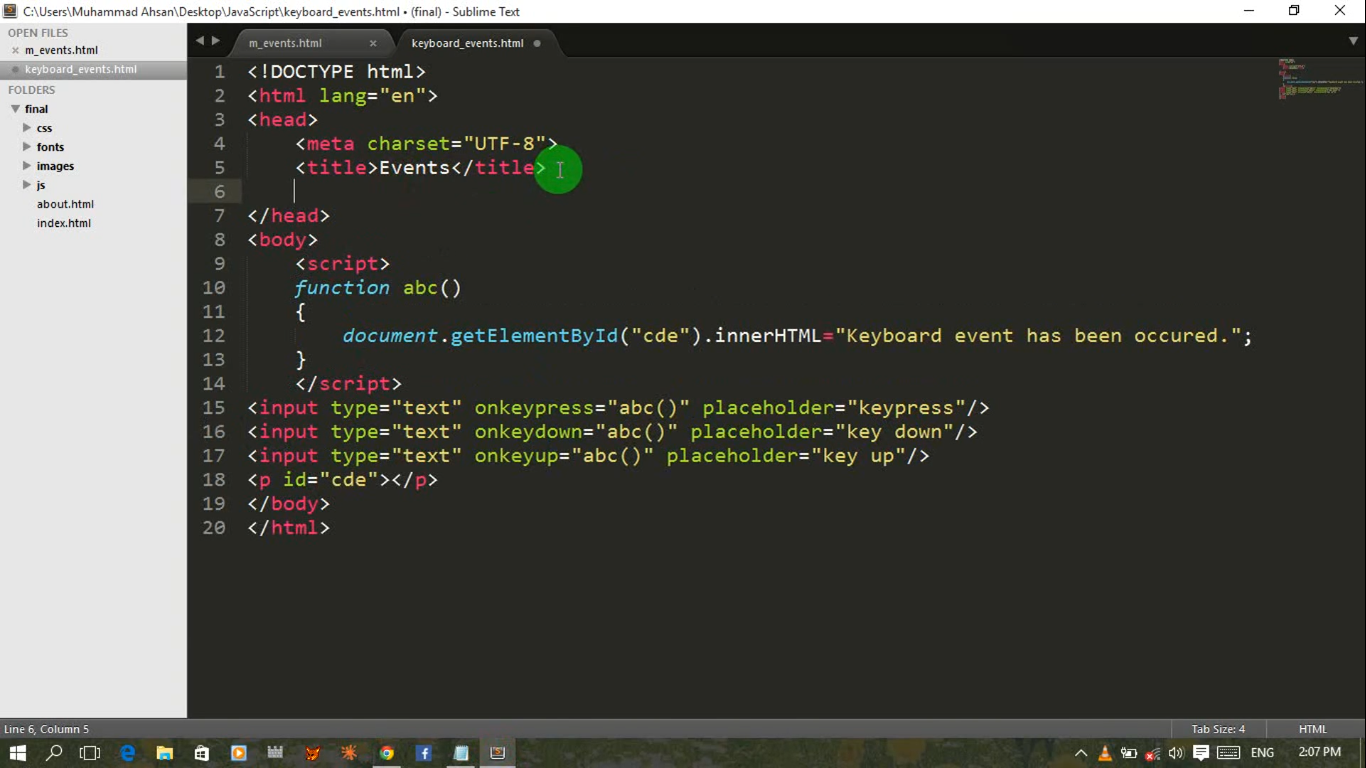 C:\Users\Muhammad Ahsan\Desktop\JavaScript\keyboard_events.html • (final) - Sublime Text
OPEN FILES
m_events.html
keyboard_events.html
FOLDERS
final
css
fonts
images
js
about.html
index.html
m_events.html
keyboard_events.html
1 <!DOCTYPE html>
2 <html lang="en">
3 <head>
4 <meta charset="UTF-8">
5 <title>Events</title>
6
7 </head>
8 <body>
9 <script>
10 function abc()
11 {
12 document.getElementById("cde").innerHTML="Keyboard event has been occured.";
13 }
14 </script>
15 <input type="text" onkeypress="abc()" placeholder="keypress"/>
16 <input type="text" onkeydown="abc()" placeholder="key down"/>
17 <input type="text" onkeyup="abc()" placeholder="key up"/>
18 <p id="cde"></p>
19 </body>
20 </html>
Line 6, Column 5
Tab Size: 4
HTML
ENG
2:07 PM